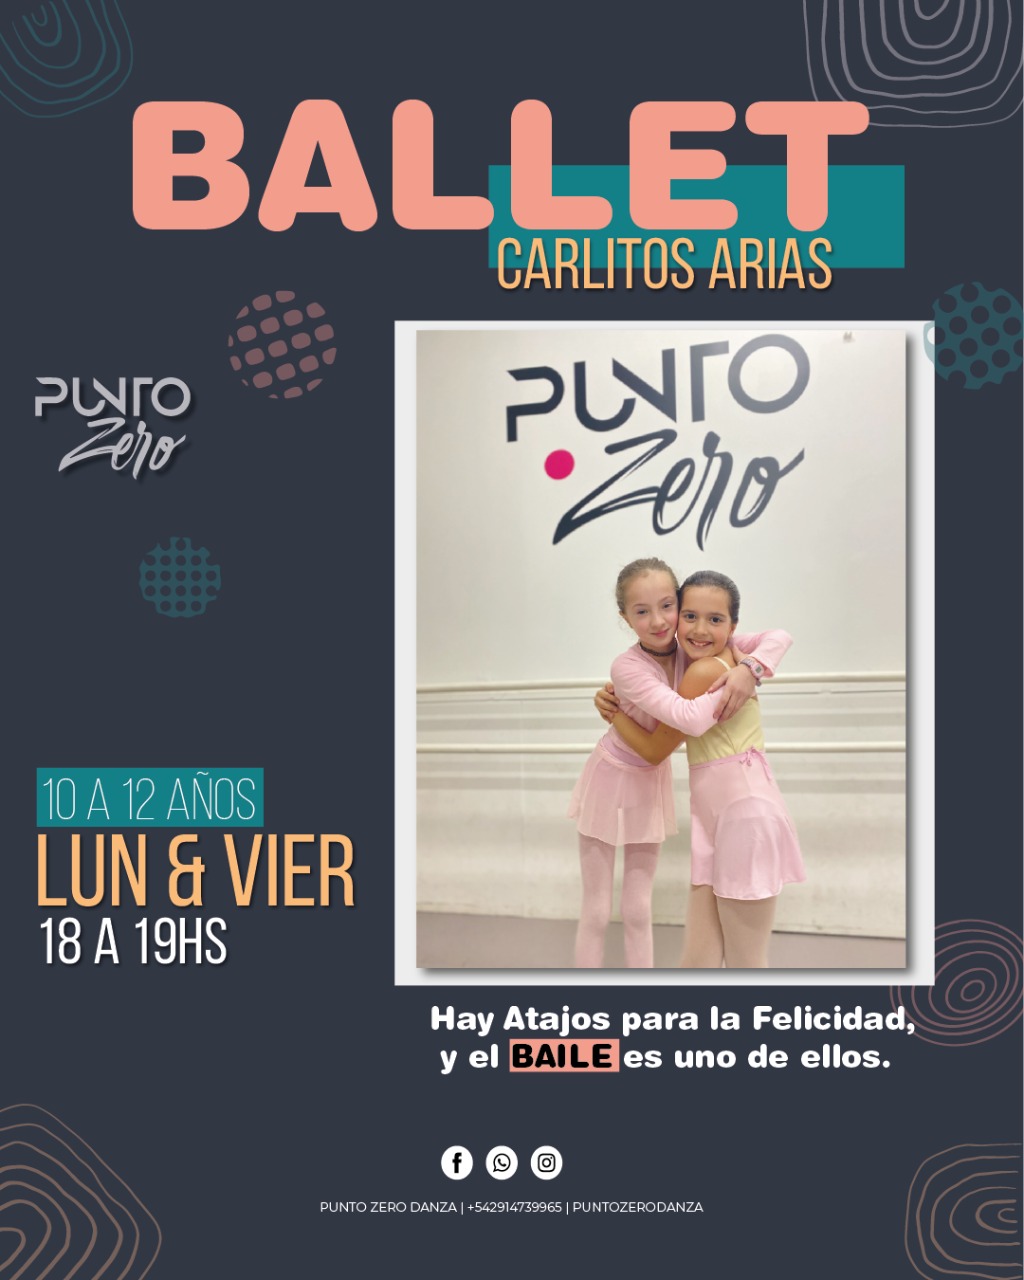 BALLET
CARLITOS ARIAS
PUNTO
Zero
PUNTO
Zero
10 A 12 AÑOS
LUN & VIER
18 A 19HS
Hay Atajos para la Felicidad,
y el BAILE es uno de ellos.
PUNTO ZERO DANZA | +542914739965 | PUNTOZERODANZA